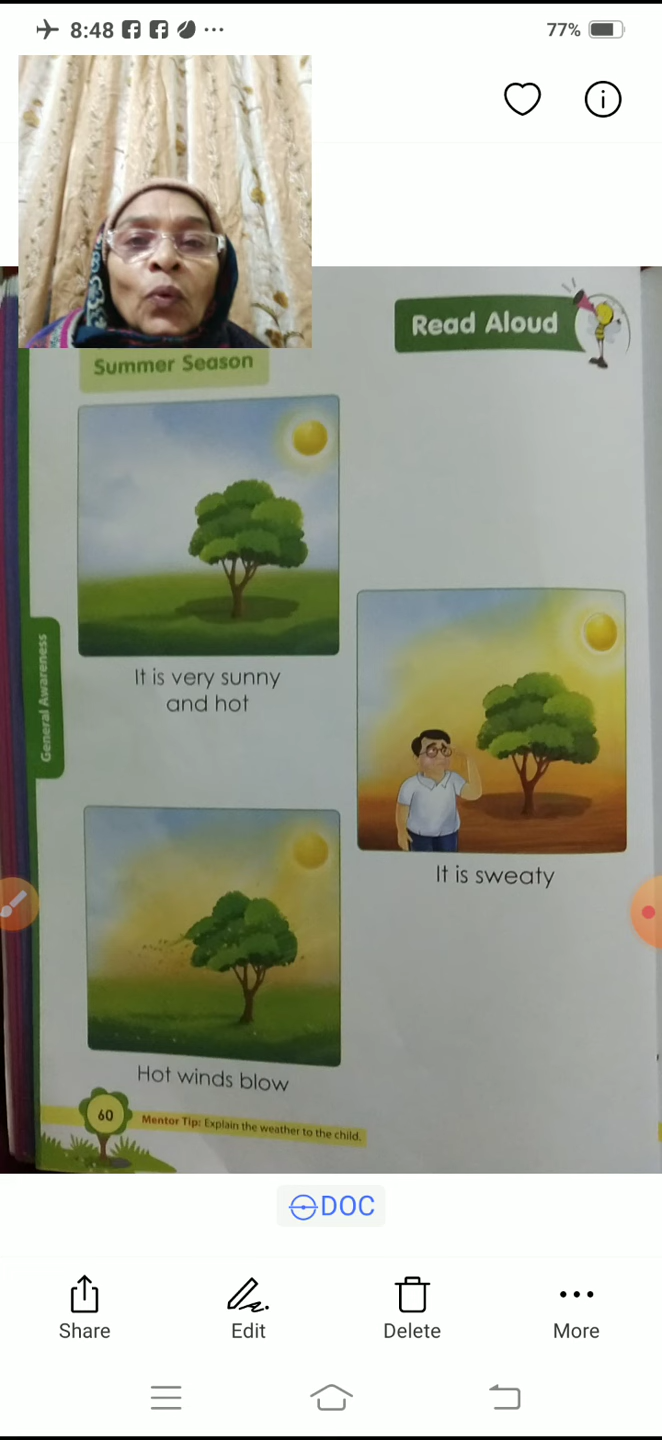 8:48
77%
Read Aloud
Summer Season
It is very sunny
and hot
General Awareness
It is sweaty
Hot winds blow
60
Mentor Tip: Explain the weather to the child.
DOC
Share
Edit
Delete
More